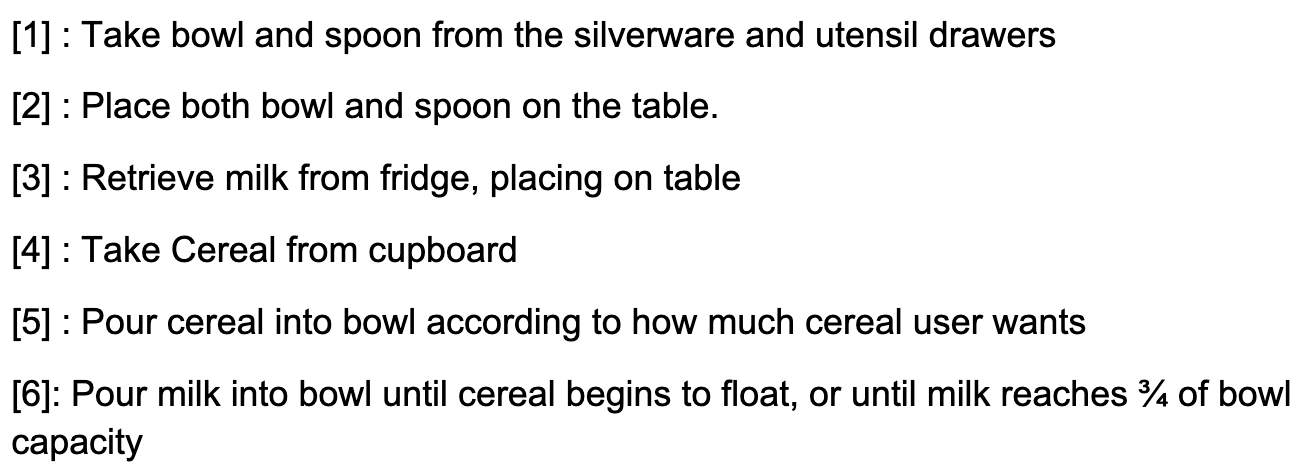 [1] : Take bowl and spoon from the silverware and utensil drawers
[2] : Place both bowl and spoon on the table.
[3] : Retrieve milk from fridge, placing on table
[4] : Take Cereal from cupboard
[5] : Pour cereal into bowl according to how much cereal user wants
[6]: Pour milk into bowl until cereal begins to float, or until milk reaches ¾ of bowl
capacity